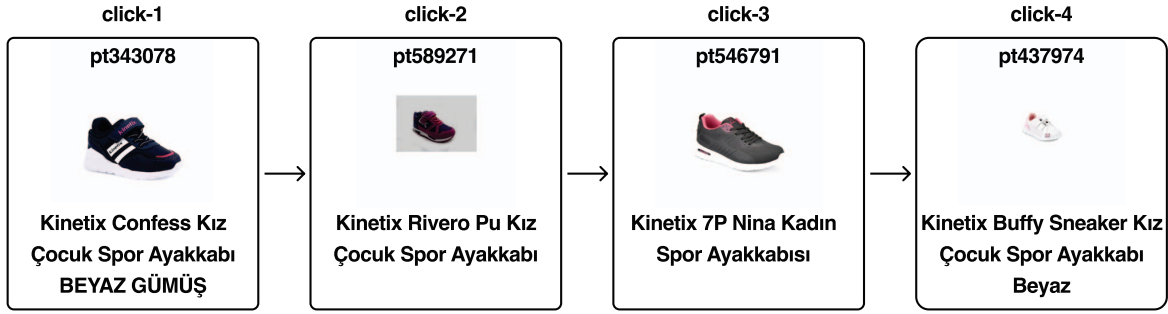 click-1
click-2
click-3
click-4
pt343078
pt589271
pt546791
pt437974
Kinetix Confess Kız
Çocuk Spor Ayakkabı
BEYAZ GÜMÜŞ
Kinetix Rivero Pu Kız
Çocuk Spor Ayakkabı
Kinetix 7P Nina Kadın
Spor Ayakkabısı
Kinetix Buffy Sneaker Kız
Çocuk Spor Ayakkabı
Beyaz